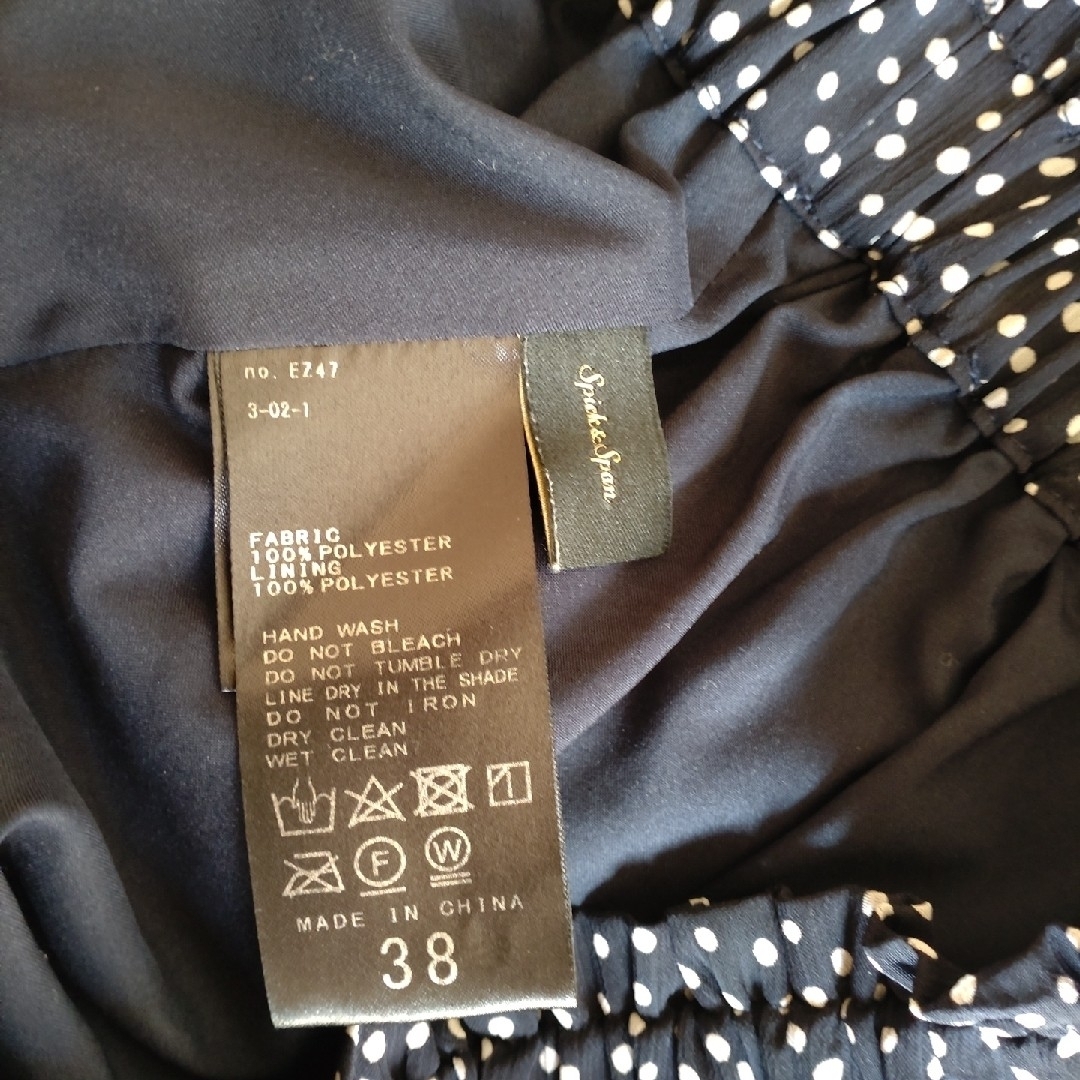 no. EZ47
3-02-1
Spick&Span
FABRIC
100% POLYESTER
LINING
100% POLYESTER
HAND WASH
DO NOT BLEACH
DO NOT TUMBLE DRY
LINE DRY IN THE SHADE
DO NOT IRON
DRY CLEAN
WET CLEAN
F W
MADE IN CHINA
38